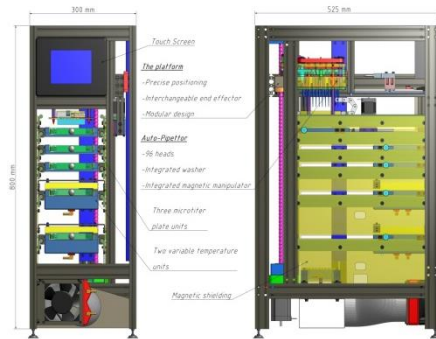 300 mm
525 mm
800 mm
Touch Screen
The platform
-Precise positioning
-Interchangeable end effector
-Modular design
Auto-Pipettor
-96 heads
-Integrated washer
-Integrated magnetic manipulator
Three microfilter
plate units
Two variable temperature
units
Magnetic shielding